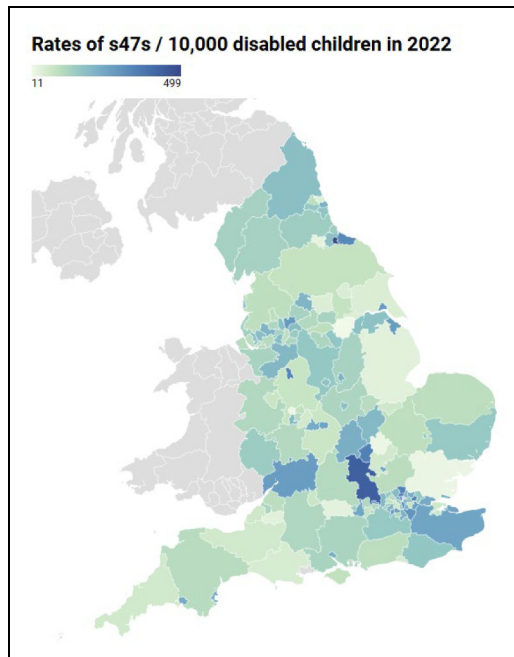 Rates of s47s / 10,000 disabled children in 2022
11 499